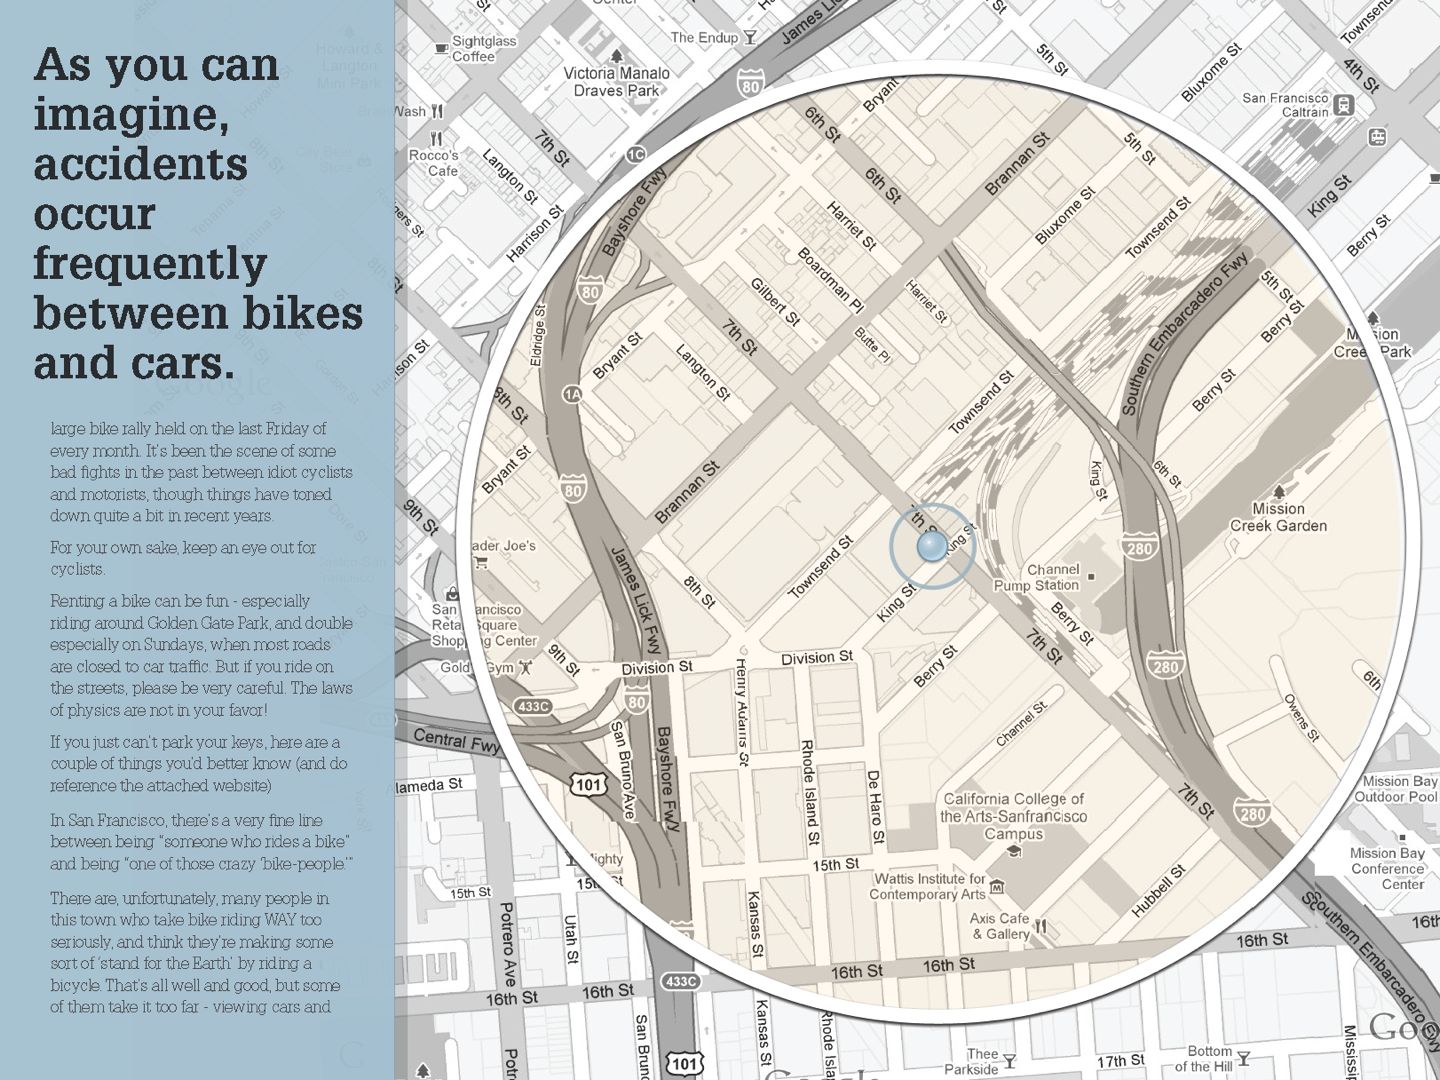 As you can
imagine,
accidents
occur
frequently
between bikes
and cars.
large bike rally held on the last Friday of
every month. It's been the scene of some
bad fights in the past between idiot cyclists
and motorists, though things have toned
down quite a bit in recent years.
For your own sake, keep an eye out for
cyclists.
Renting a bike can be fun - especially
riding around Golden Gate Park, and double
especially on Sundays, when most roads
are closed to car traffic. But if you ride on
the streets, please be very careful. The laws
of physics are not in your favor!
If you just can't park your keys, here are a
couple of things you'd better know (and do
reference the attached website)
In San Francisco, there's a very fine line
between being "someone who rides a bike"
and being "one of those crazy 'bike-people.'"
There are, unfortunately, many people in
this town who take bike riding WAY too
seriously, and think they're making some
sort of 'stand for the Earth' by riding a
bicycle. That's all well and good, but some
of them take it too far - viewing cars and
Center
Sightglass
Coffee
The Endup
James Lic
80
Victoria Manalo
Draves Park
5th St
Bluxome St
4th St
Townsend
San Francisco
Caltrain
Howard &
Langton
Mini Park
Wash
Rocco's
Cafe
7th St
Langton St
Harrison St
1C
Bayshore Fwy
6th St
Bryant
6th St
Brannan St
5th St
King St
Berry St
Harriet St
Bluxome St
Townsend St
Boardman Pl
Gilbert St
Harriet St
Butte Pl
Southern Embarcadero Fwy
5th St
Berry St
Mission
Creek Park
80
Eldridge St
Bryant St
Langton St
7th St
1A
8th St
Townsend St
Berry St
Bryant St
80
Brannan St
King St
6th St
Mission
Creek Garden
9th St
7th St
King St
280
ader Joe's
James Lick Fwy
8th St
Townsend St
King St
Channel
Pump Station
Berry St
7th St
San Francisco
Retail Square
Shopping Center
Gold's Gym
9th St
Division St
Division St
Berry St
280
6th
433C
80
Central Fwy
Henry Adams St
Channel St
Owens St
101
San Bruno Ave
Bayshore Fwy
Rhode Island St
De Haro St
Alameda St
7th St
California College of
the Arts-Sanfrancisco
Campus
280
Mission Bay
Outdoor Pool
Mission Bay
Conference
Center
Mighty
15th St
15th St
15th St
Wattis Institute for
Contemporary Arts
Hubbell St
Potrero Ave
Utah St
Kansas St
Axis Cafe
& Gallery
Southern Embarcadero Fwy
16th
16th St
16th St
16th St
16th St
16th St
433C
San Brun
Kansas St
Rhode Isla
101
Thee
Parkside
17th St
Bottom
of the Hill
Mississi
Potr
Goo
Google